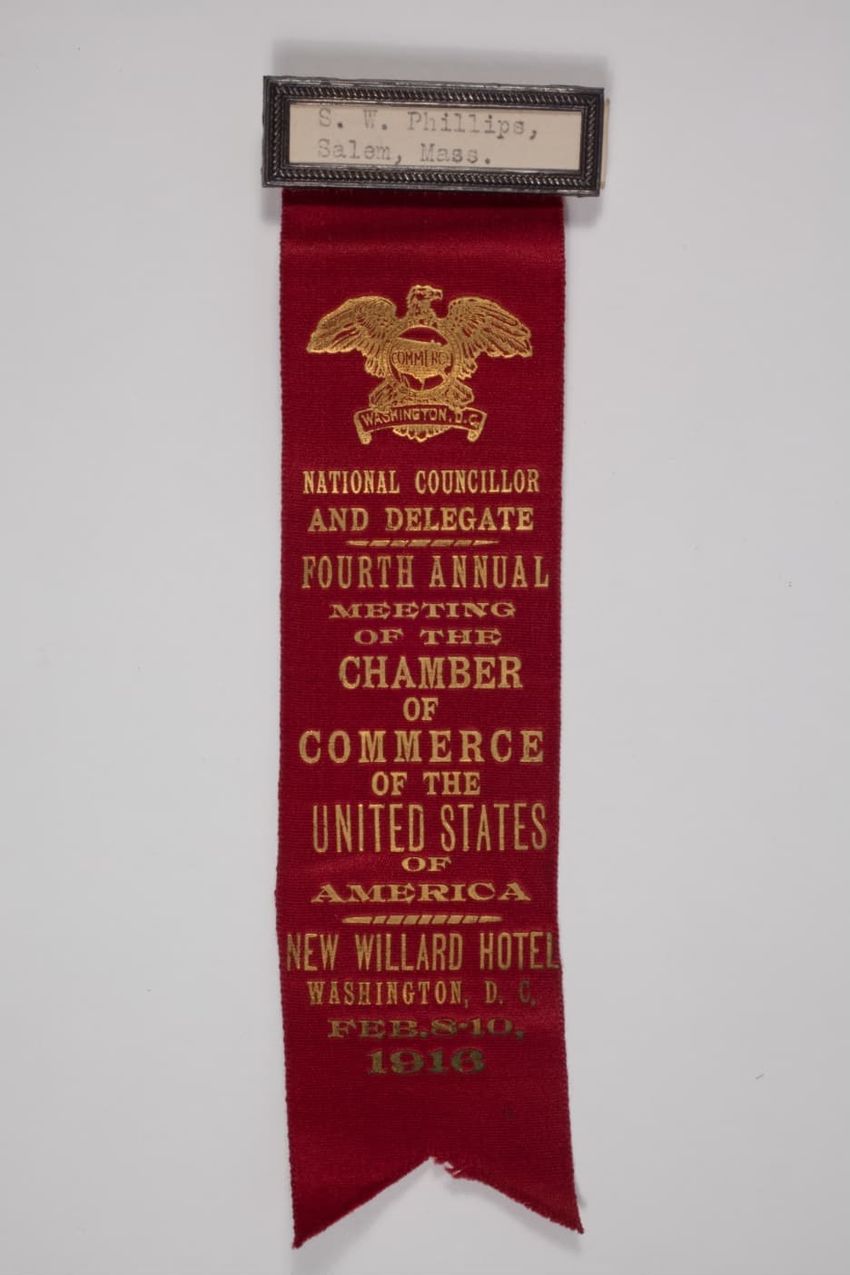 S. W. Phillips,
Salem, Mass.
COMMERCE
WASHINGTON, D.C.
NATIONAL COUNCILLOR
AND DELEGATE
FOURTH ANNUAL
MEETING
OF THE
CHAMBER
OF
COMMERCE
OF THE
UNITED STATES
OF
AMERICA
NEW WILLARD HOTEL
WASHINGTON, D. C.
FEB. 8-10,
1916